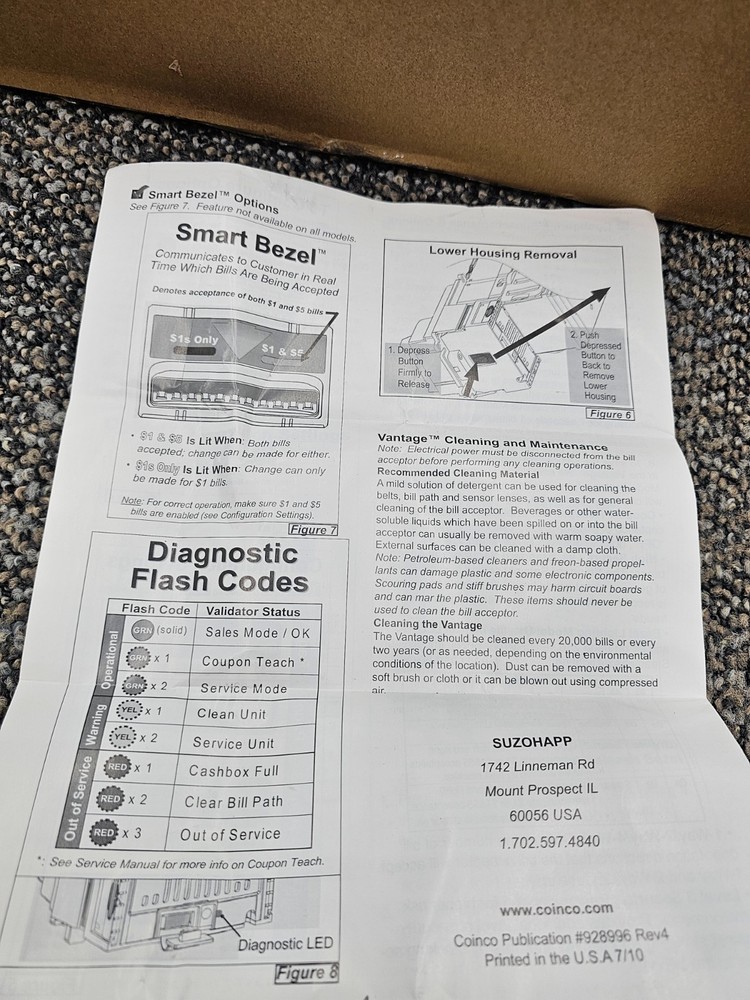 Smart Bezel™ Options
See Figure 7. Feature not available on all models.
Smart Bezel™
Communicates to Customer in Real
Time Which Bills Are Being Accepted
Denotes acceptance of both $1 and $5 bills
$1s Only
$1 & $5
• $1 & $5 Is Lit When: Both bills
accepted; change can be made for either.
• $1s Only Is Lit When: Change can only
be made for $1 bills.
Note: For correct operation, make sure $1 and $5
bills are enabled (see Configuration Settings).
Figure 7
Diagnostic
Flash Codes
Flash Code Validator Status
Operational
GRN (solid) Sales Mode / OK
GRN x 1 Coupon Teach *
GRN x 2 Service Mode
Warning
YEL x 1 Clean Unit
YEL x 2 Service Unit
Out of Service
RED x 1 Cashbox Full
RED x 2 Clear Bill Path
RED x 3 Out of Service
*: See Service Manual for more info on Coupon Teach.
Diagnostic LED
Figure 8
Lower Housing Removal
1. Depress
Button
Firmly to
Release
2. Push
Depressed
Button to
Back to
Remove
Lower
Housing
Figure 6
Vantage™ Cleaning and Maintenance
Note: Electrical power must be disconnected from the bill
acceptor before performing any cleaning operations.
Recommended Cleaning Material
A mild solution of detergent can be used for cleaning the
belts, bill path and sensor lenses, as well as for general
cleaning of the bill acceptor. Beverages or other water-
soluble liquids which have been spilled on or into the bill
acceptor can usually be removed with warm soapy water.
External surfaces can be cleaned with a damp cloth.
Note: Petroleum-based cleaners and freon-based propel-
lants can damage plastic and some electronic components.
Scouring pads and stiff brushes may harm circuit boards
and can mar the plastic. These items should never be
used to clean the bill acceptor.
Cleaning the Vantage
The Vantage should be cleaned every 20,000 bills or every
two years (or as needed, depending on the environmental
conditions of the location). Dust can be removed with a
soft brush or cloth or it can be blown out using compressed
air.
SUZOHAPP
1742 Linneman Rd
Mount Prospect IL
60056 USA
1.702.597.4840
www.coinco.com
Coinco Publication #928996 Rev4
Printed in the U.S.A 7/10